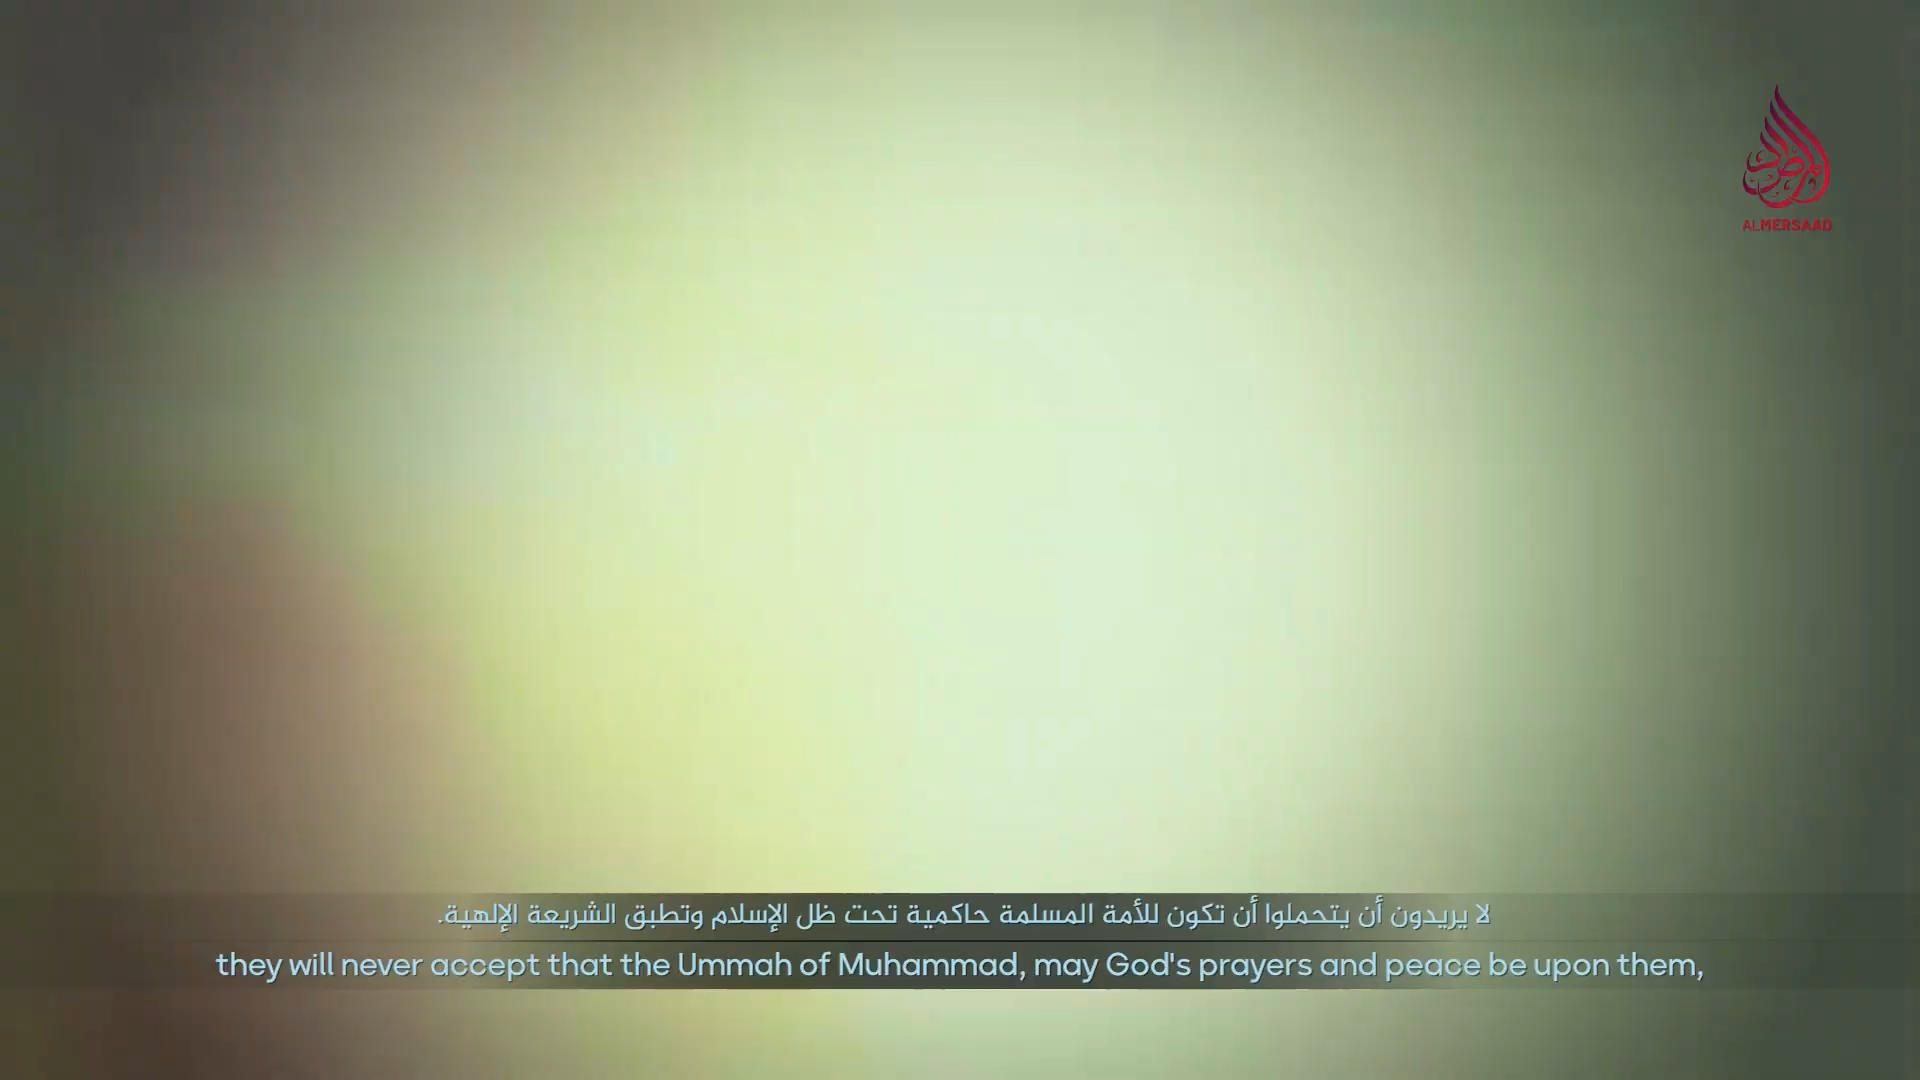 المرصاد
ALMERSAAD
لا يريدون أن يتحملوا أن تكون للأمة المسلمة حاكمية تحت ظل الإسلام وتطبق الشريعة الإلهية.
they will never accept that the Ummah of Muhammad, may God's prayers and peace be upon them,